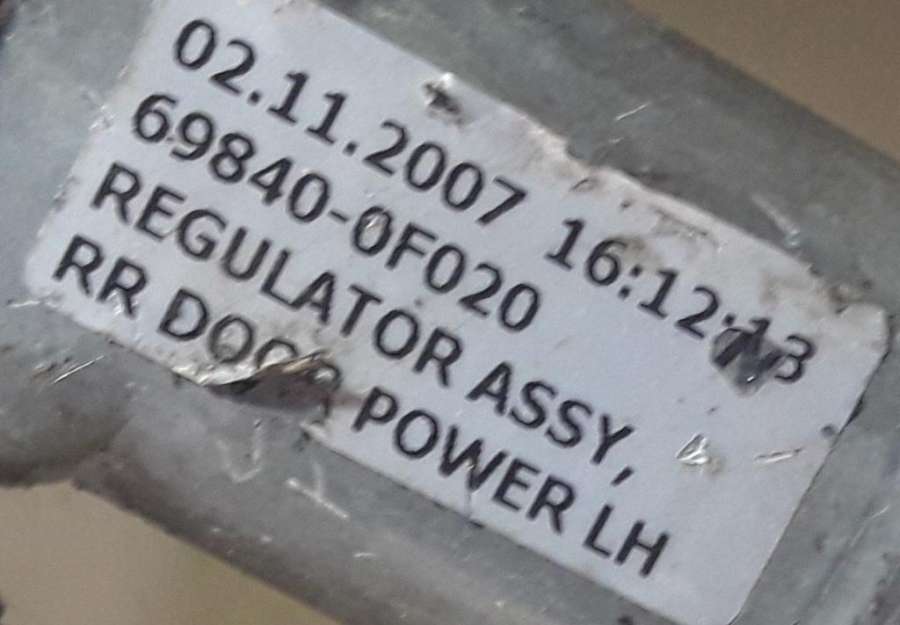 02.11.2007 16:12:13
69840-0F020
REGULATOR ASSY,
RR DOOR POWER LH